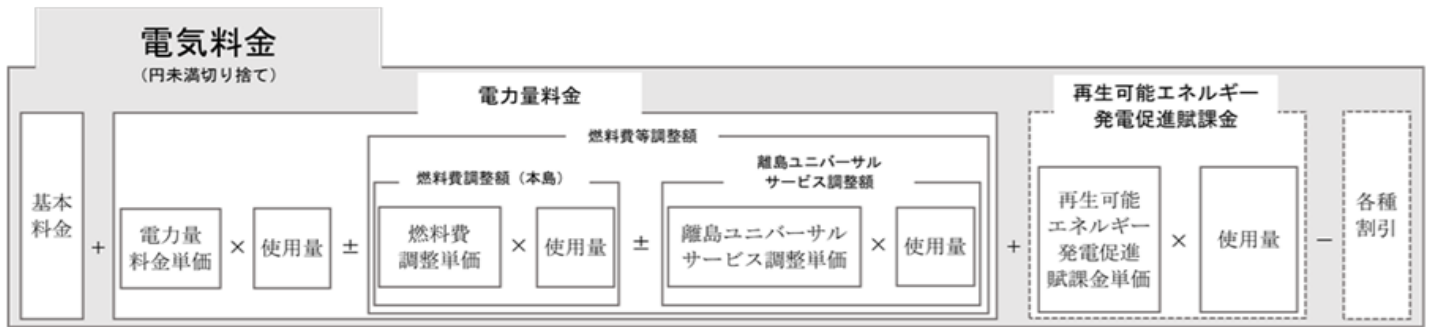 電気料金
(円未満切り捨て)
電力量料金
再生可能エネルギー
発電促進賦課金
燃料費等調整額
燃料費調整額（本島）
離島ユニバーサル
サービス調整額
基本
料金
+
電力量
料金単価
×
使用量
±
燃料費
調整単価
×
使用量
±
離島ユニバーサル
サービス調整単価
×
使用量
+
再生可能
エネルギー
発電促進
賦課金単価
×
使用量
−
各種
割引